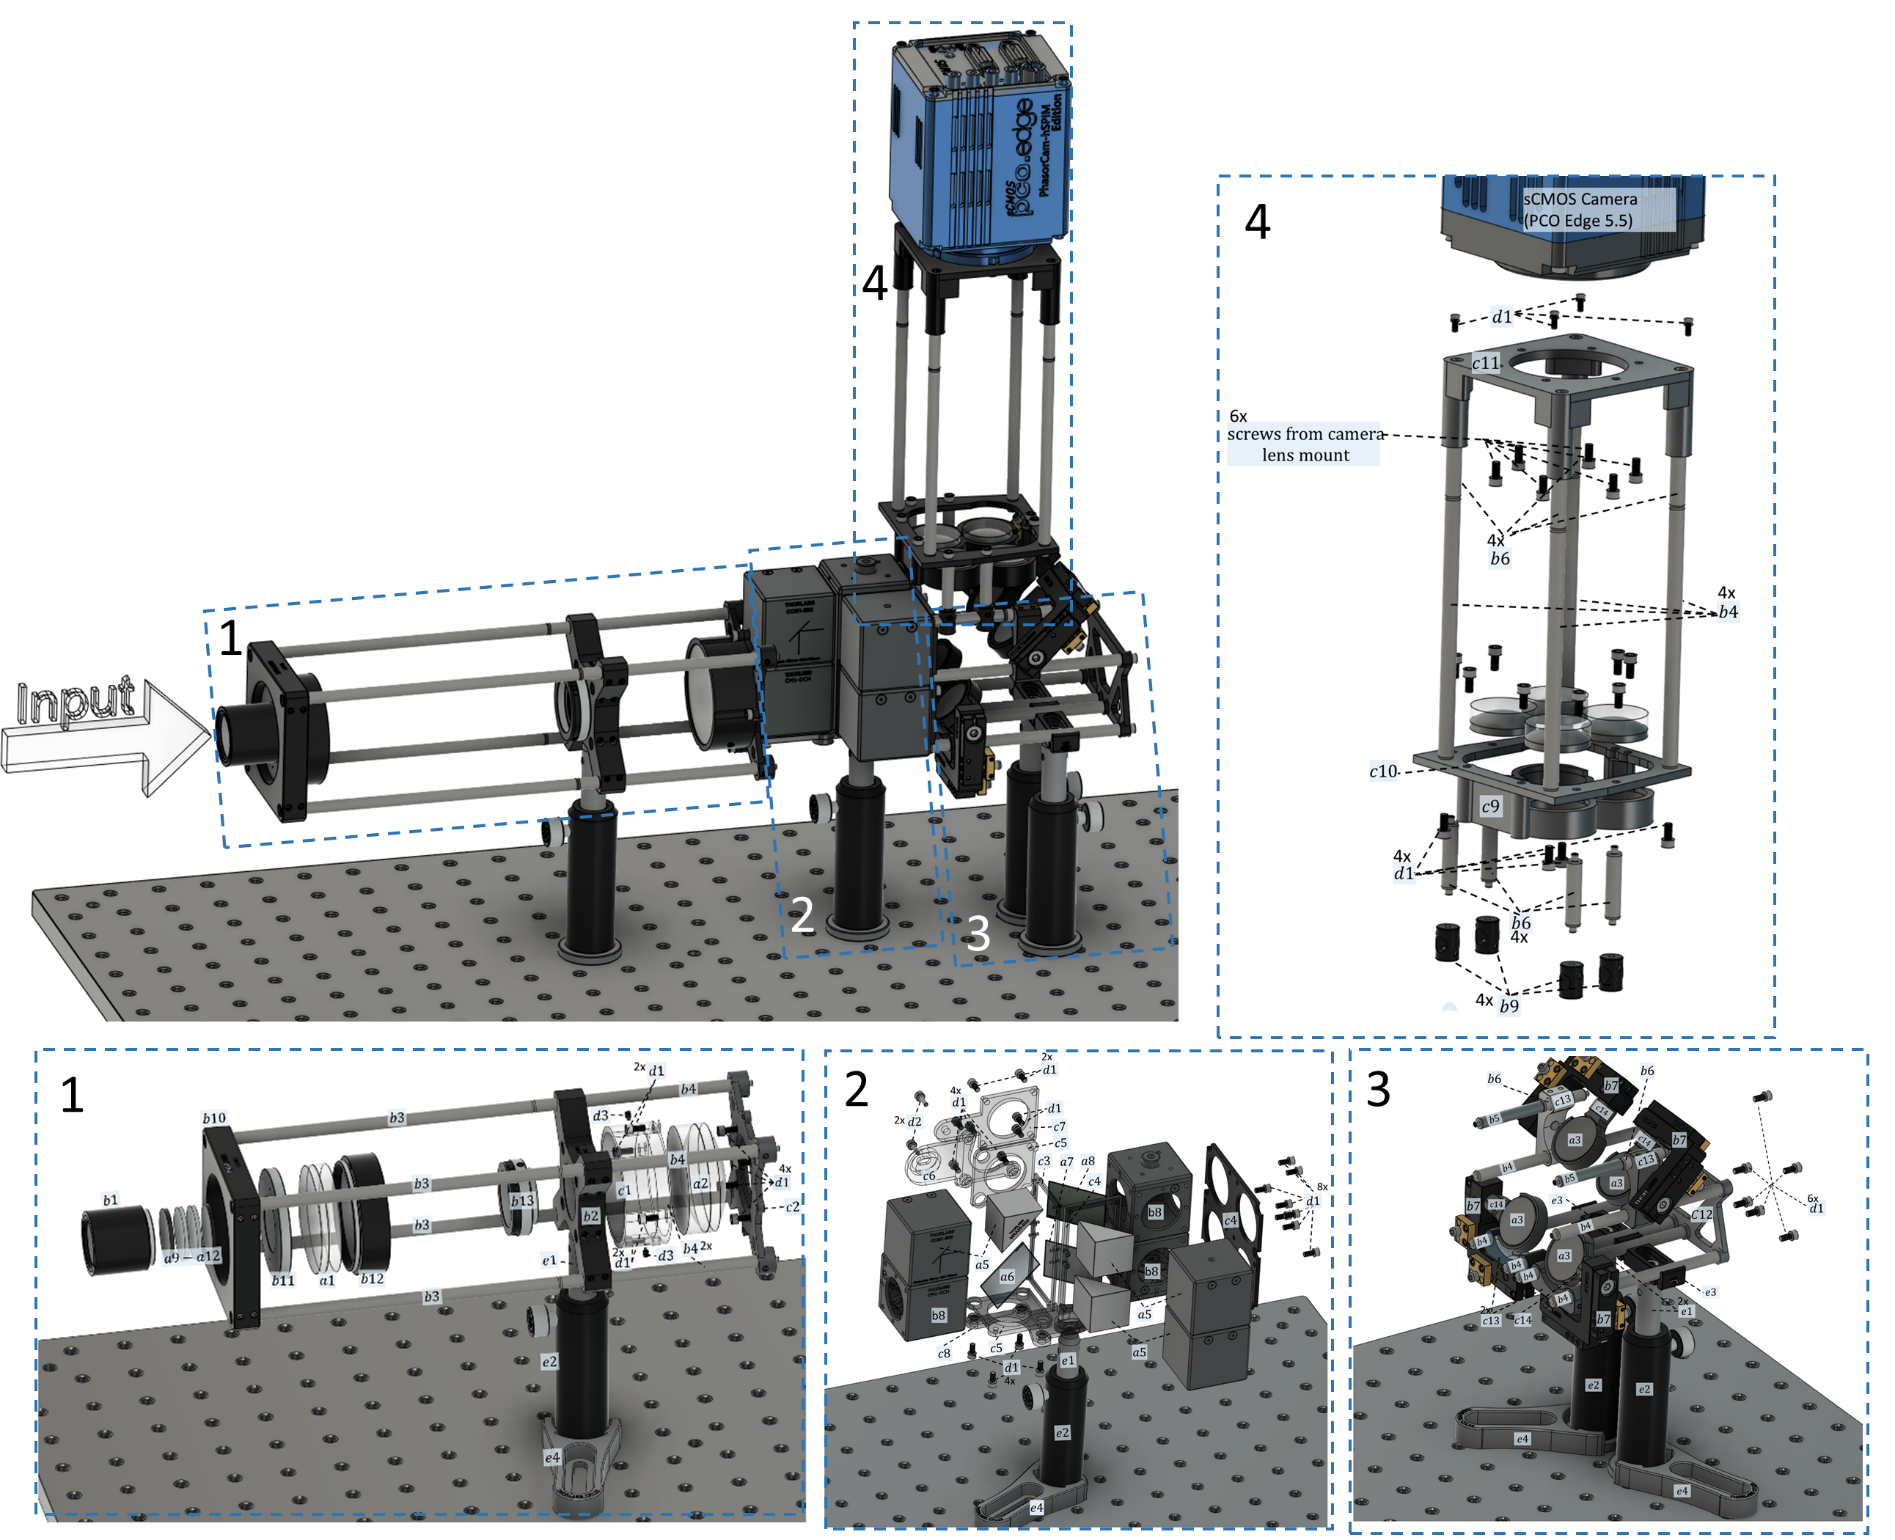 SCMOS
pco.edge
PhasorCam-hSPIM
Edition
4
Input
1
THORLABS
THORLABS
2
3
4
sCMOS Camera
(PCO Edge 5.5)
d1
c11
6x
screws from camera
lens mount
4x
b6
4x
b4
c10
c9
4x
d1
b6
4x
4x
b9
1
2x
d1
b4
d3
b10
b3
b4
4x
d1
b1
b3
b13
c1
a2
c2
b2
a9 - a12
b3
b11
a1
b12
e1
2x
d1
d3
b4
2x
b3
e2
e4
2
2x
d1
4x
d1
d1
2x
d2
c7
c5
c3
a7
a8
c4
c6
8x
d1
b8
c4
a5
a6
b8
b8
a5
c8
c5
d1
4x
e1
a5
e2
e4
3
b6
b7
b6
c13
c14
b5
a3
c14
b7
c13
b4
b5
a3
6x
d1
e3
b7
c14
a3
b4
c12
b4
a3
b4
b4
e3
b4
2x
e1
2x
c13
c14
b7
e2
e2
e4
e4